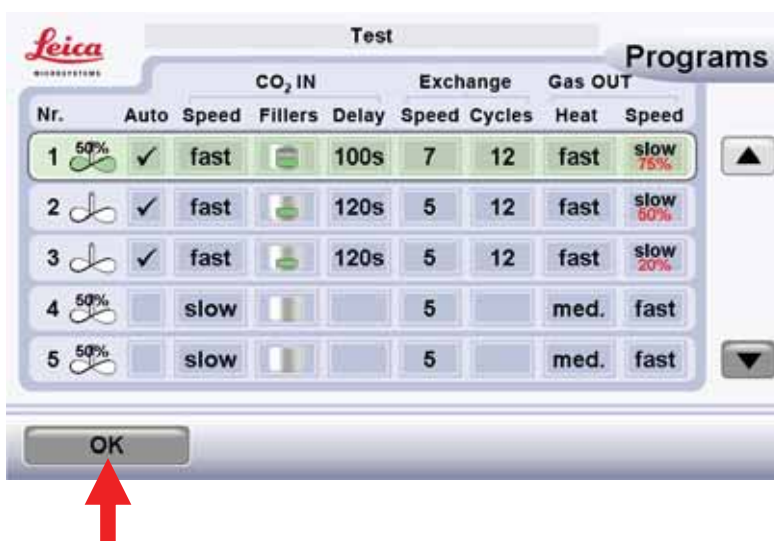 Leica
MICROSYSTEMS
Test
Programs
CO₂ IN Exchange Gas OUT
Nr. Auto Speed Fillers Delay Speed Cycles Heat Speed
1 50% ✓ fast 100s 7 12 fast slow 75%
2 ✓ fast 120s 5 12 fast slow 50%
3 ✓ fast 120s 5 12 fast slow 20%
4 50% slow 5 med. fast
5 50% slow 5 med. fast
OK